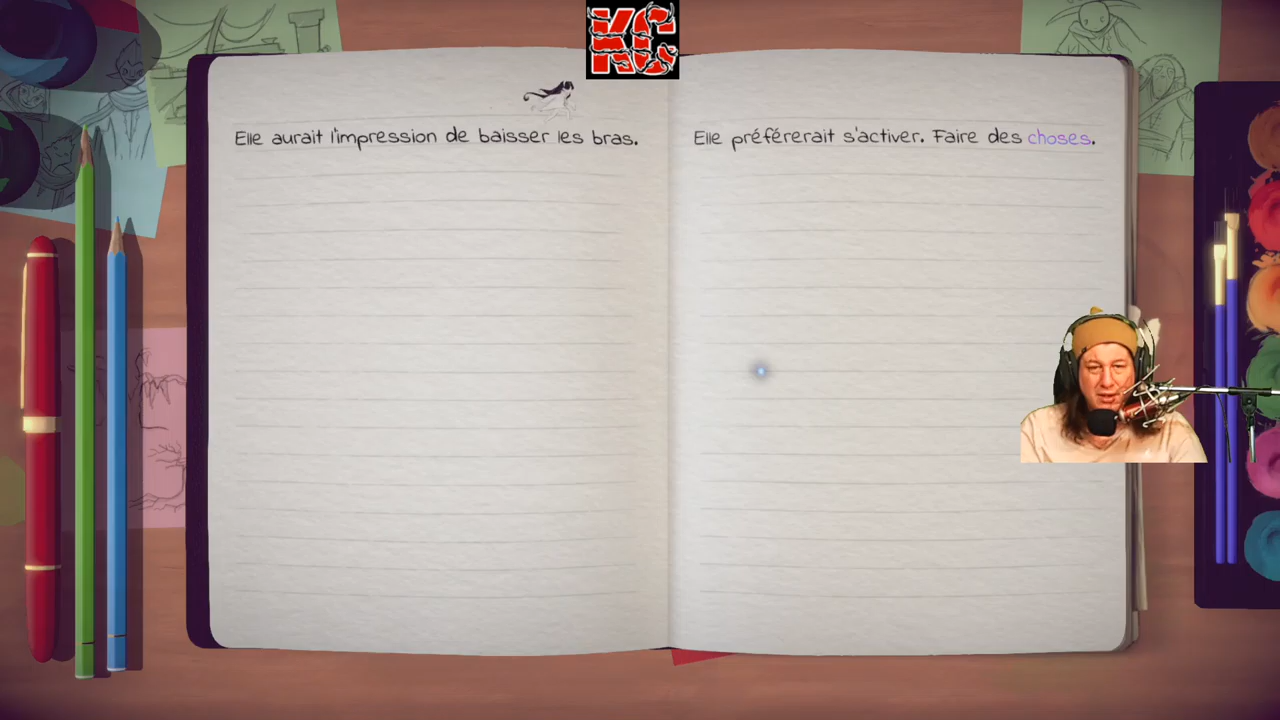 KC
Elle aurait l'impression de baisser les bras.
Elle préférerait s'activer. Faire des choses.